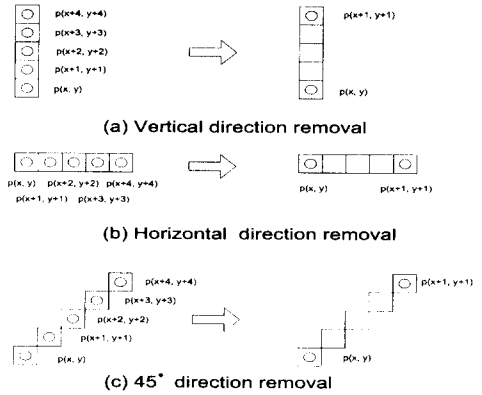 p(x+4, y+4)
p(x+3, y+3)
p(x+2, y+2)
p(x+1, y+1)
p(x, y)
p(x+1, y+1)
p(x, y)
(a) Vertical direction removal
p(x, y) p(x+2, y+2) p(x+4, y+4)
p(x+1, y+1) p(x+3, y+3)
p(x, y) p(x+1, y+1)
(b) Horizontal direction removal
p(x+4, y+4)
p(x+3, y+3)
p(x+2, y+2)
p(x+1, y+1)
p(x, y)
p(x+1, y+1)
p(x, y)
(c) 45° direction removal